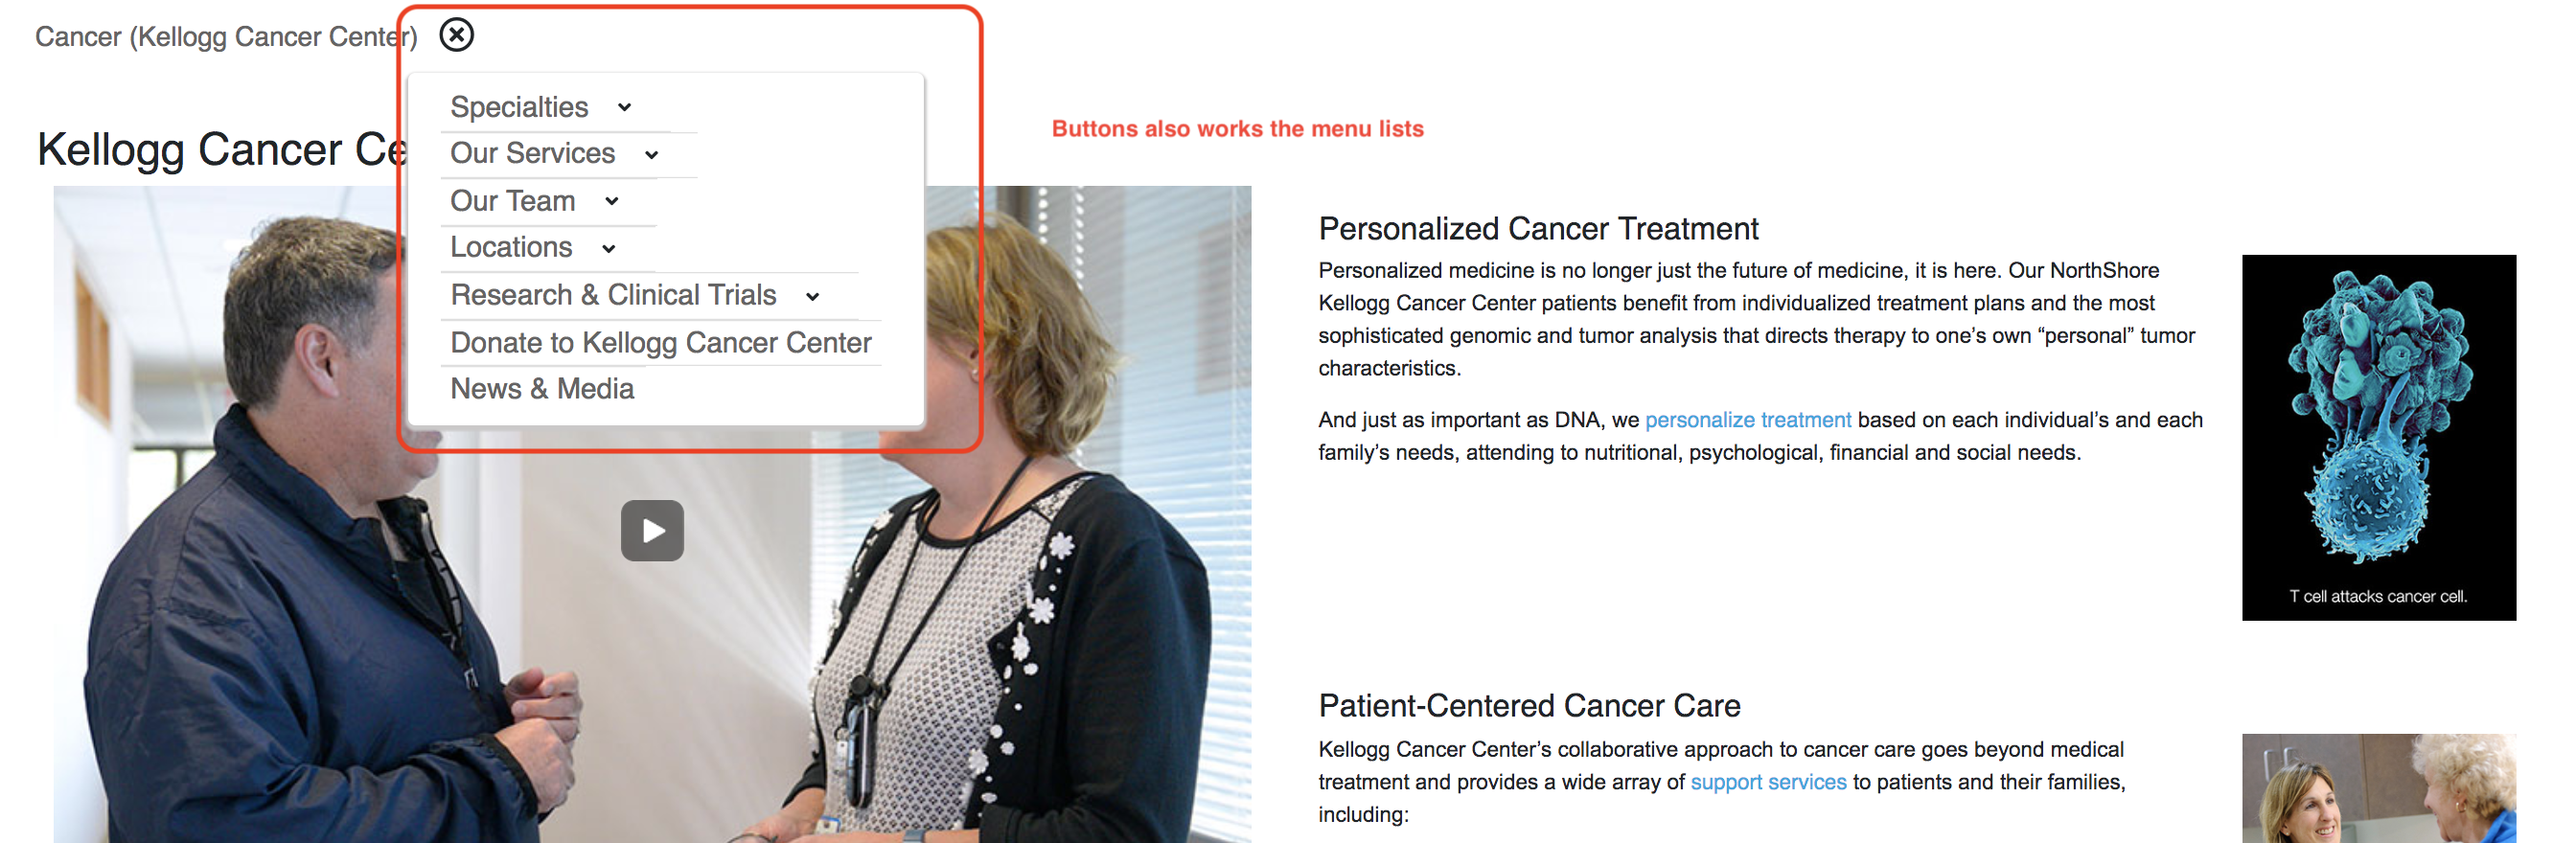 Cancer (Kellogg Cancer Center)
Specialties
Our Services
Our Team
Locations
Research & Clinical Trials
Donate to Kellogg Cancer Center
News & Media
Buttons also works the menu lists
Kellogg Cancer Ce
Personalized Cancer Treatment
Personalized medicine is no longer just the future of medicine, it is here. Our NorthShore
Kellogg Cancer Center patients benefit from individualized treatment plans and the most
sophisticated genomic and tumor analysis that directs therapy to one’s own “personal” tumor
characteristics.
And just as important as DNA, we personalize treatment based on each individual’s and each
family’s needs, attending to nutritional, psychological, financial and social needs.
T cell attacks cancer cell.
Patient-Centered Cancer Care
Kellogg Cancer Center’s collaborative approach to cancer care goes beyond medical
treatment and provides a wide array of support services to patients and their families,
including: